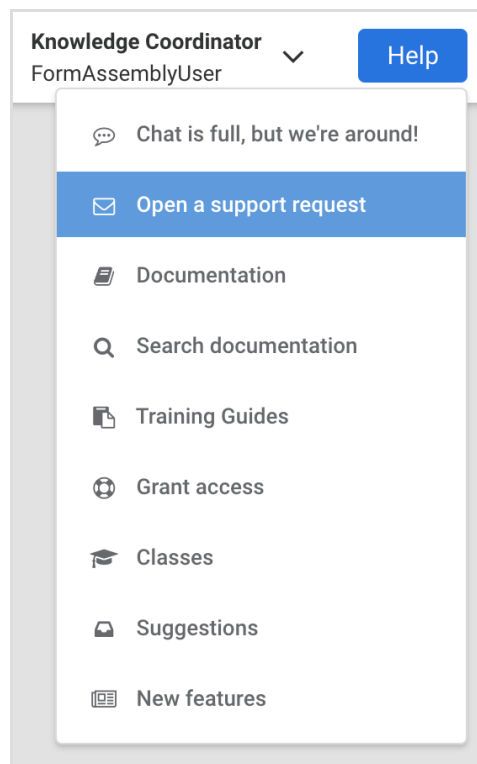 Knowledge Coordinator
FormAssemblyUser
Help
Chat is full, but we're around!
Open a support request
Documentation
Search documentation
Training Guides
Grant access
Classes
Suggestions
New features